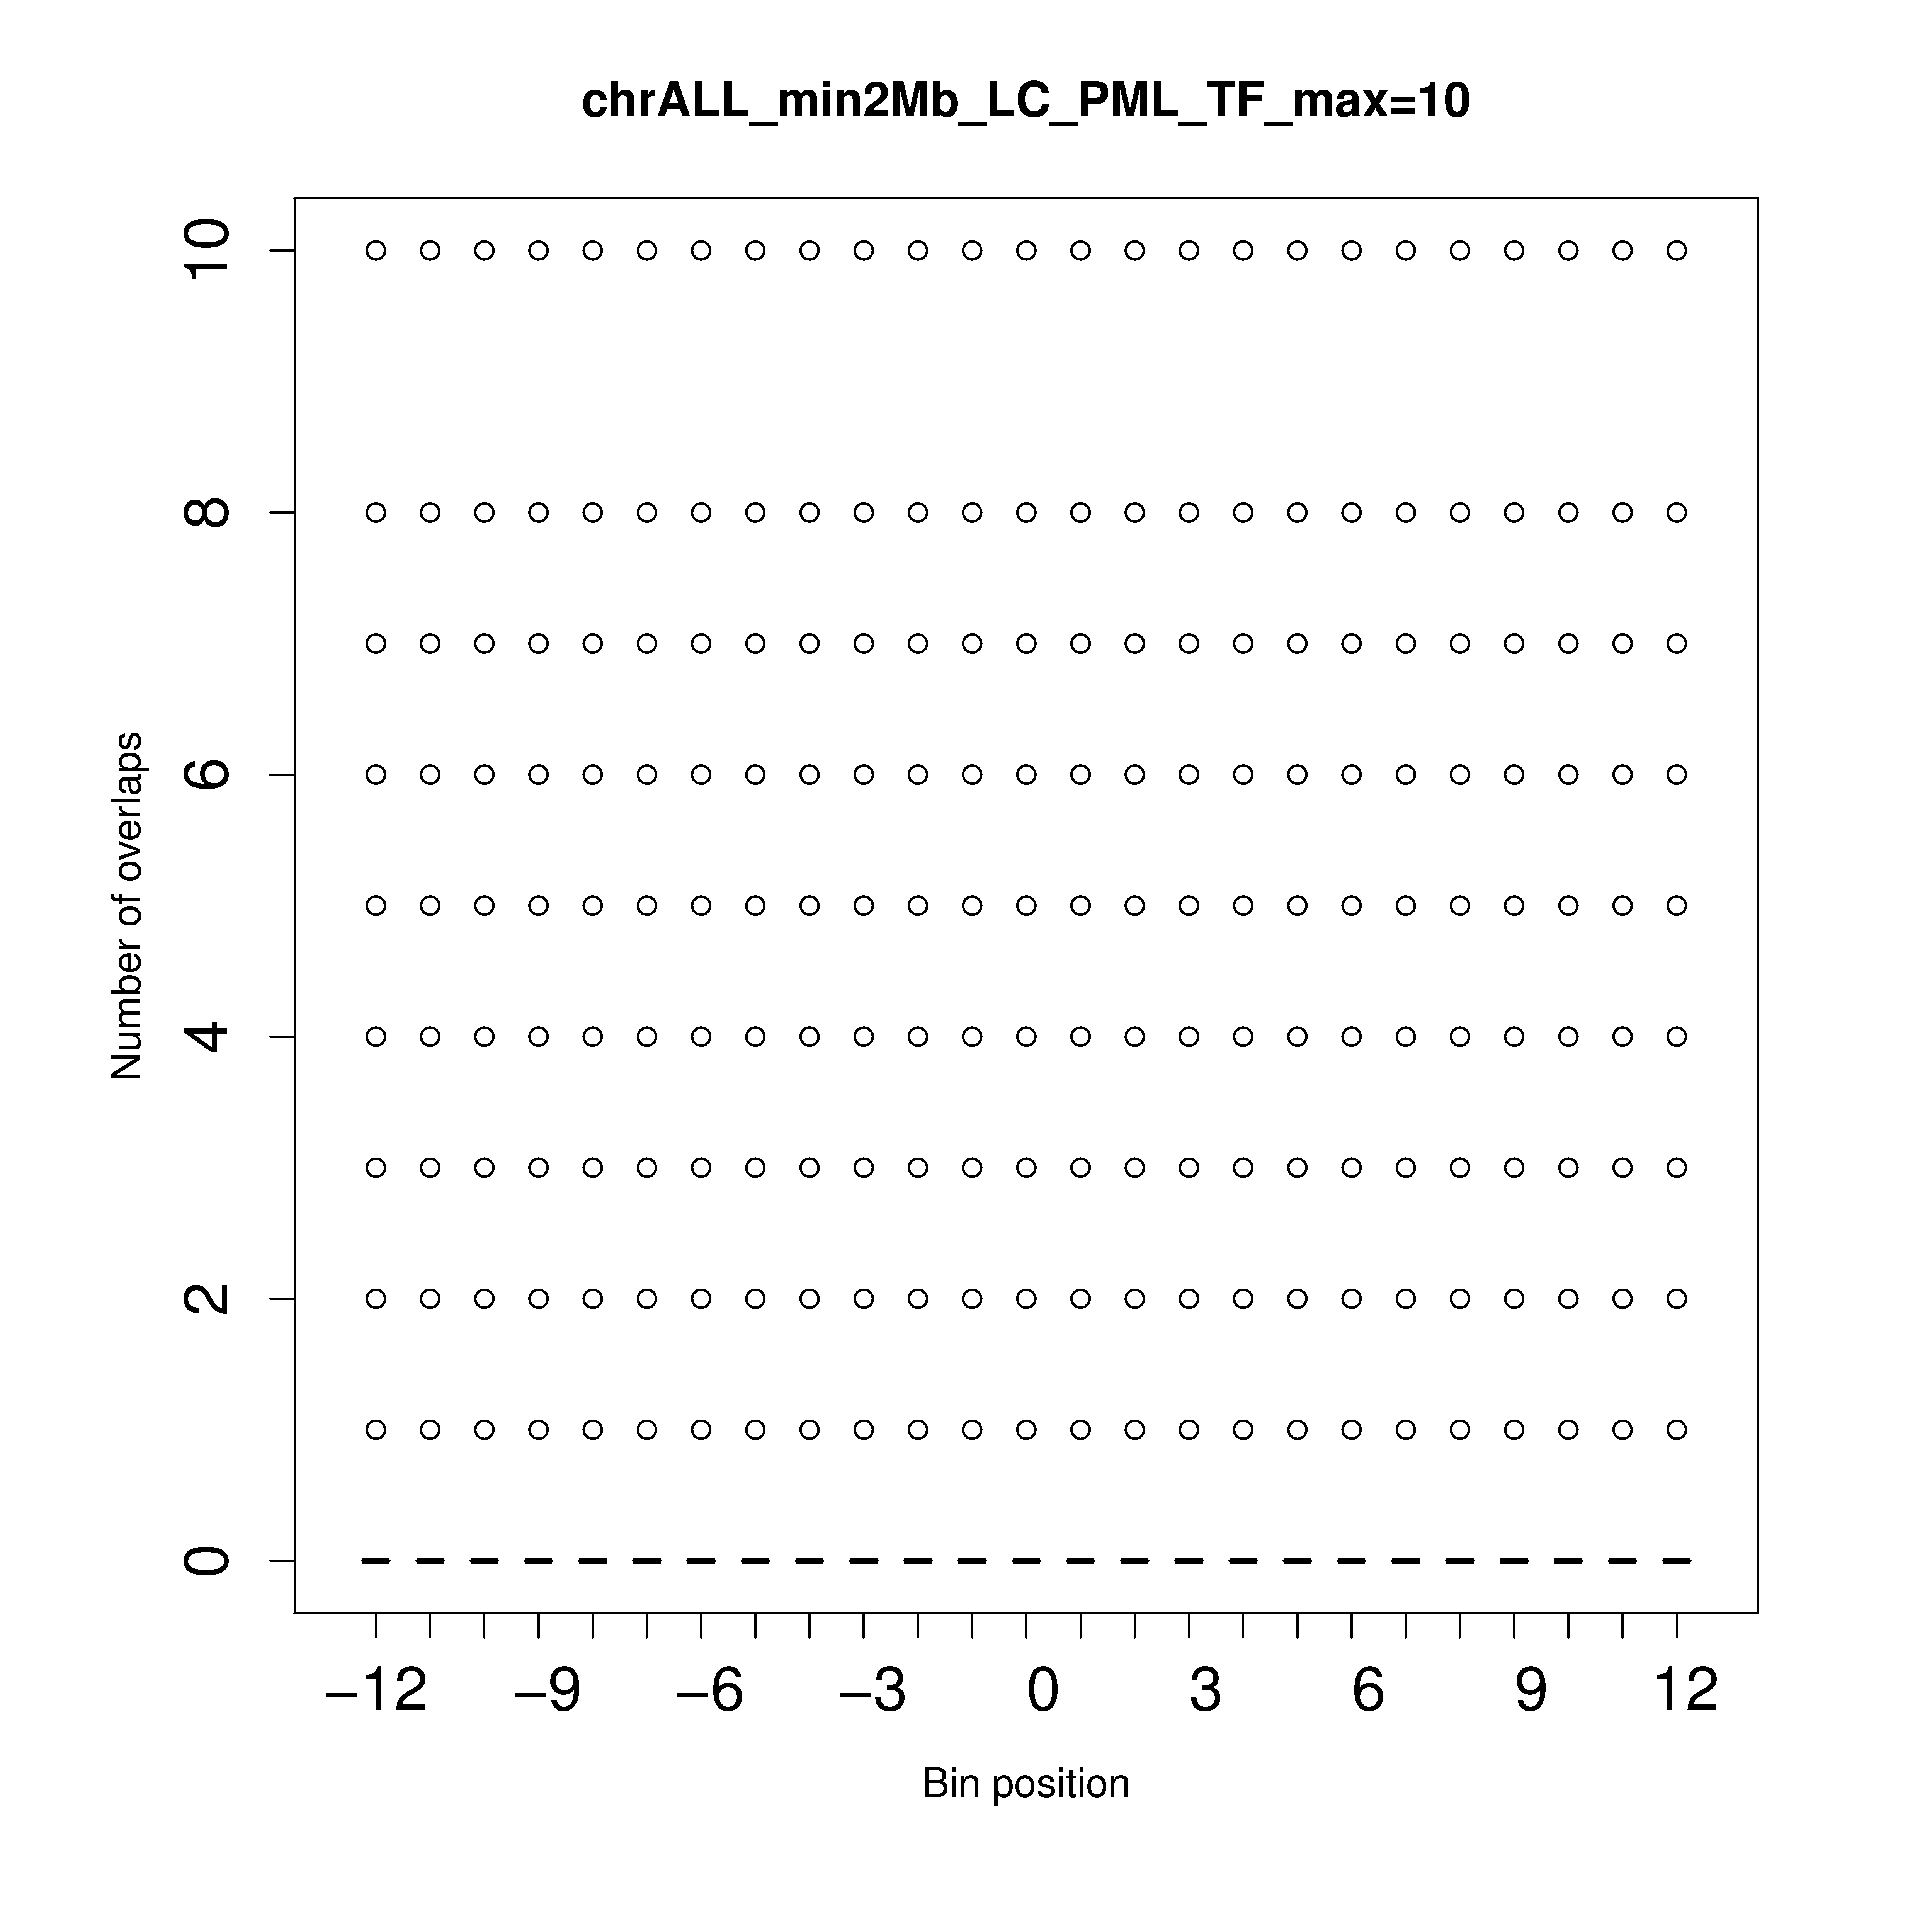 chrALL_min2Mb_LC_PML_TF_max=10
10
8
6
4
2
0
Number of overlaps
−12 −9 −6 −3 0 3 6 9 12
Bin position